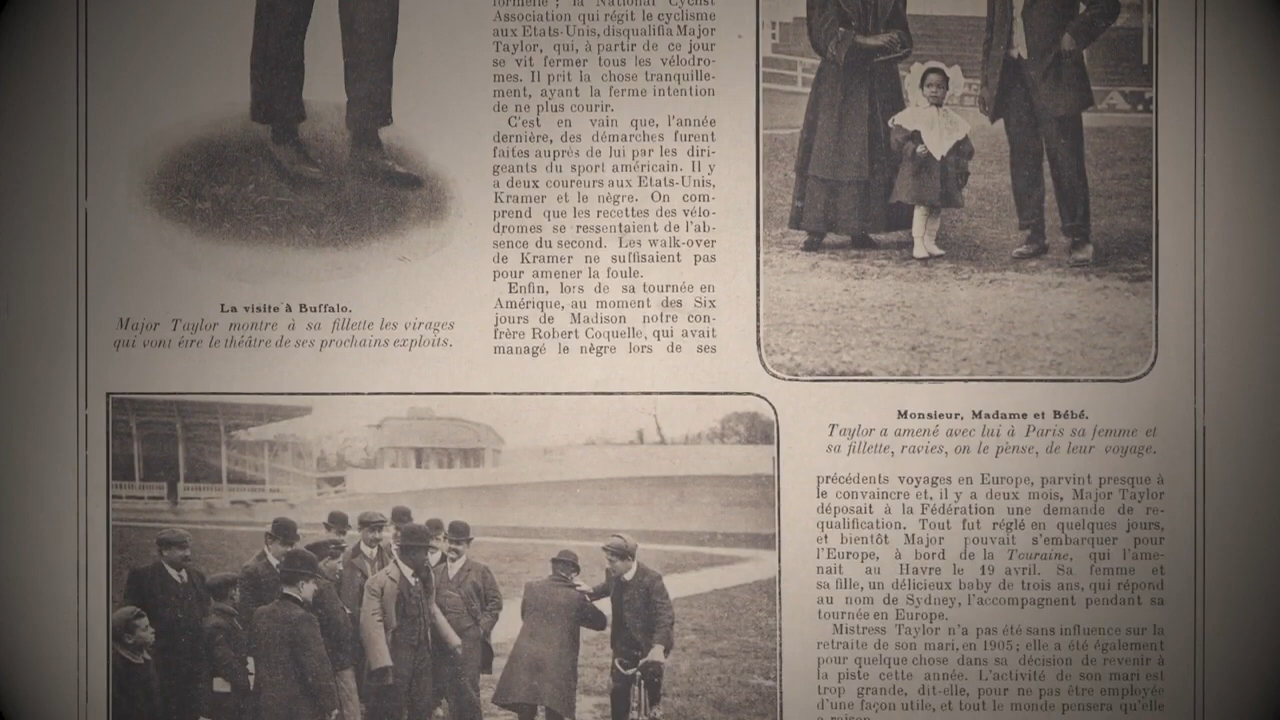 formelle ; la National Cyclist
Association qui régit le cyclisme
aux Etats-Unis, disqualifia Major
Taylor, qui, à partir de ce jour
se vit fermer tous les vélodro-
mes. Il prit la chose tranquille-
ment, ayant la ferme intention
de ne plus courir.
C'est en vain que, l'année
dernière, des démarches furent
faites auprès de lui par les diri-
geants du sport américain. Il y
a deux coureurs aux Etats-Unis,
Kramer et le nègre. On com-
prend que les recettes des vélo-
dromes se ressentaient de l'ab-
sence du second. Les walk-over
de Kramer ne suffisaient pas
pour amener la foule.
Enfin, lors de sa tournée en
Amérique, au moment des Six
jours de Madison notre con-
frère Robert Coquelle, qui avait
managé le nègre lors de ses
La visite à Buffalo.
Major Taylor montre à sa fillette les virages
qui vont être le théâtre de ses prochains exploits.
Monsieur, Madame et Bébé.
Taylor a amené avec lui à Paris sa femme et
sa fillette, ravies, on le pense, de leur voyage.
précédents voyages en Europe, parvint presque à
le convaincre et, il y a deux mois, Major Taylor
déposait à la Fédération une demande de re-
qualification. Tout fut réglé en quelques jours,
et bientôt Major pouvait s'embarquer pour
l'Europe, à bord de la Touraine, qui l'ame-
nait au Havre le 19 avril. Sa femme et
sa fille, un délicieux baby de trois ans, qui répond
au nom de Sydney, l'accompagnent pendant sa
tournée en Europe.
Mistress Taylor n'a pas été sans influence sur la
retraite de son mari, en 1905 ; elle a été également
pour quelque chose dans sa décision de revenir à
la piste cette année. L'activité de son mari est
trop grande, dit-elle, pour ne pas être employée
d'une façon utile, et tout le monde pensera qu'elle
a raison.